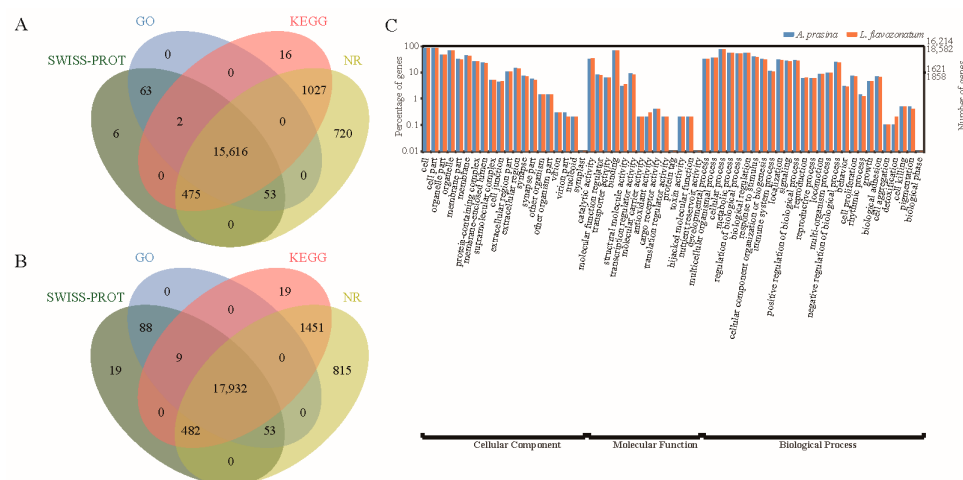 A
GO
KEGG
SWISS-PROT
NR
0
16
63
0
1027
6
2
0
720
15,616
0
0
475
53
0
B
GO
KEGG
SWISS-PROT
NR
0
19
88
0
1451
19
9
0
815
17,932
0
0
482
53
0
C
A. prasina
L. flavozonatum
Percentage of genes
Number of genes
100
10
1
0.1
0.01
16,214
18,582
1621
1858
cell
cell part
organelle part
organelle
membrane part
membrane
protein-containing complex
membrane-enclosed lumen
supramolecular complex
cell junction
extracellular region part
extracellular region
synapse
synapse part
other organism
other organism part
virion
virion part
nucleoid
symplast
catalytic activity
molecular function regulator
transporter activity
binding
structural molecule activity
transcription regulator activity
molecular carrier activity
antioxidant activity
cargo receptor activity
translation regulator activity
protein tag
toxin activity
hijacked molecular function
nutrient reservoir activity
developmental process
multicellular organismal process
cellular process
metabolic process
regulation of biological process
biological regulation
response to stimulus
cellular component organization or biogenesis
immune system process
localization
signaling
positive regulation of biological process
reproduction
reproductive process
locomotion
multi-organism process
negative regulation of biological process
behavior
cell proliferation
rhythmic process
growth
biological adhesion
cell aggregation
detoxification
cell killing
pigmentation
biological phase
Cellular Component
Molecular Function
Biological Process